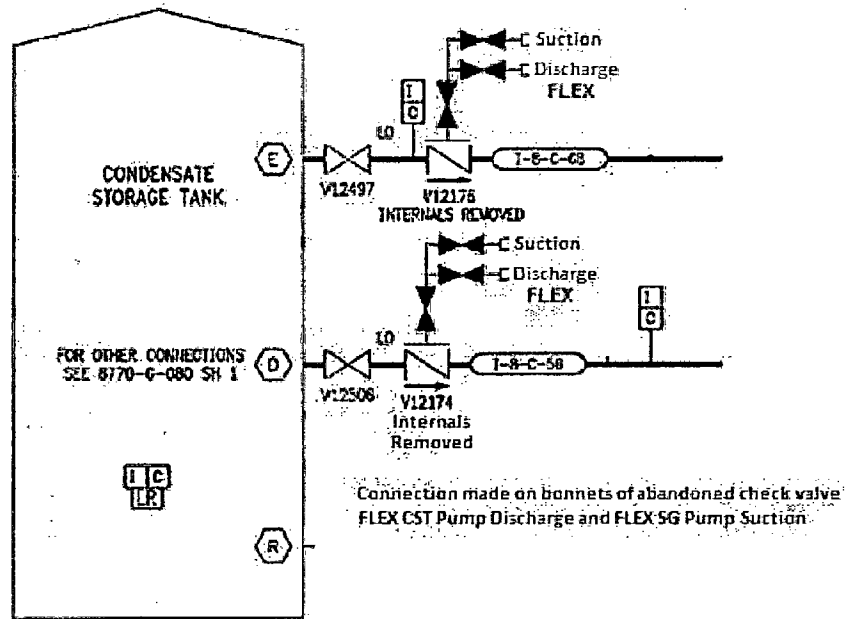 Suction
Discharge
FLEX
I
C
LO
E
I-8-C-68
CONDENSATE
STORAGE TANK
V12497
V12176
INTERNALS REMOVED
Suction
Discharge
FLEX
I
C
LO
FOR OTHER CONNECTIONS
SEE 8770-G-080 SH 1
D
I-8-C-56
V12506
V12174
Internals
Removed
I C
LR
Connection made on bonnets of abandoned check valve
FLEX CST Pump Discharge and FLEX SG Pump Suction
R